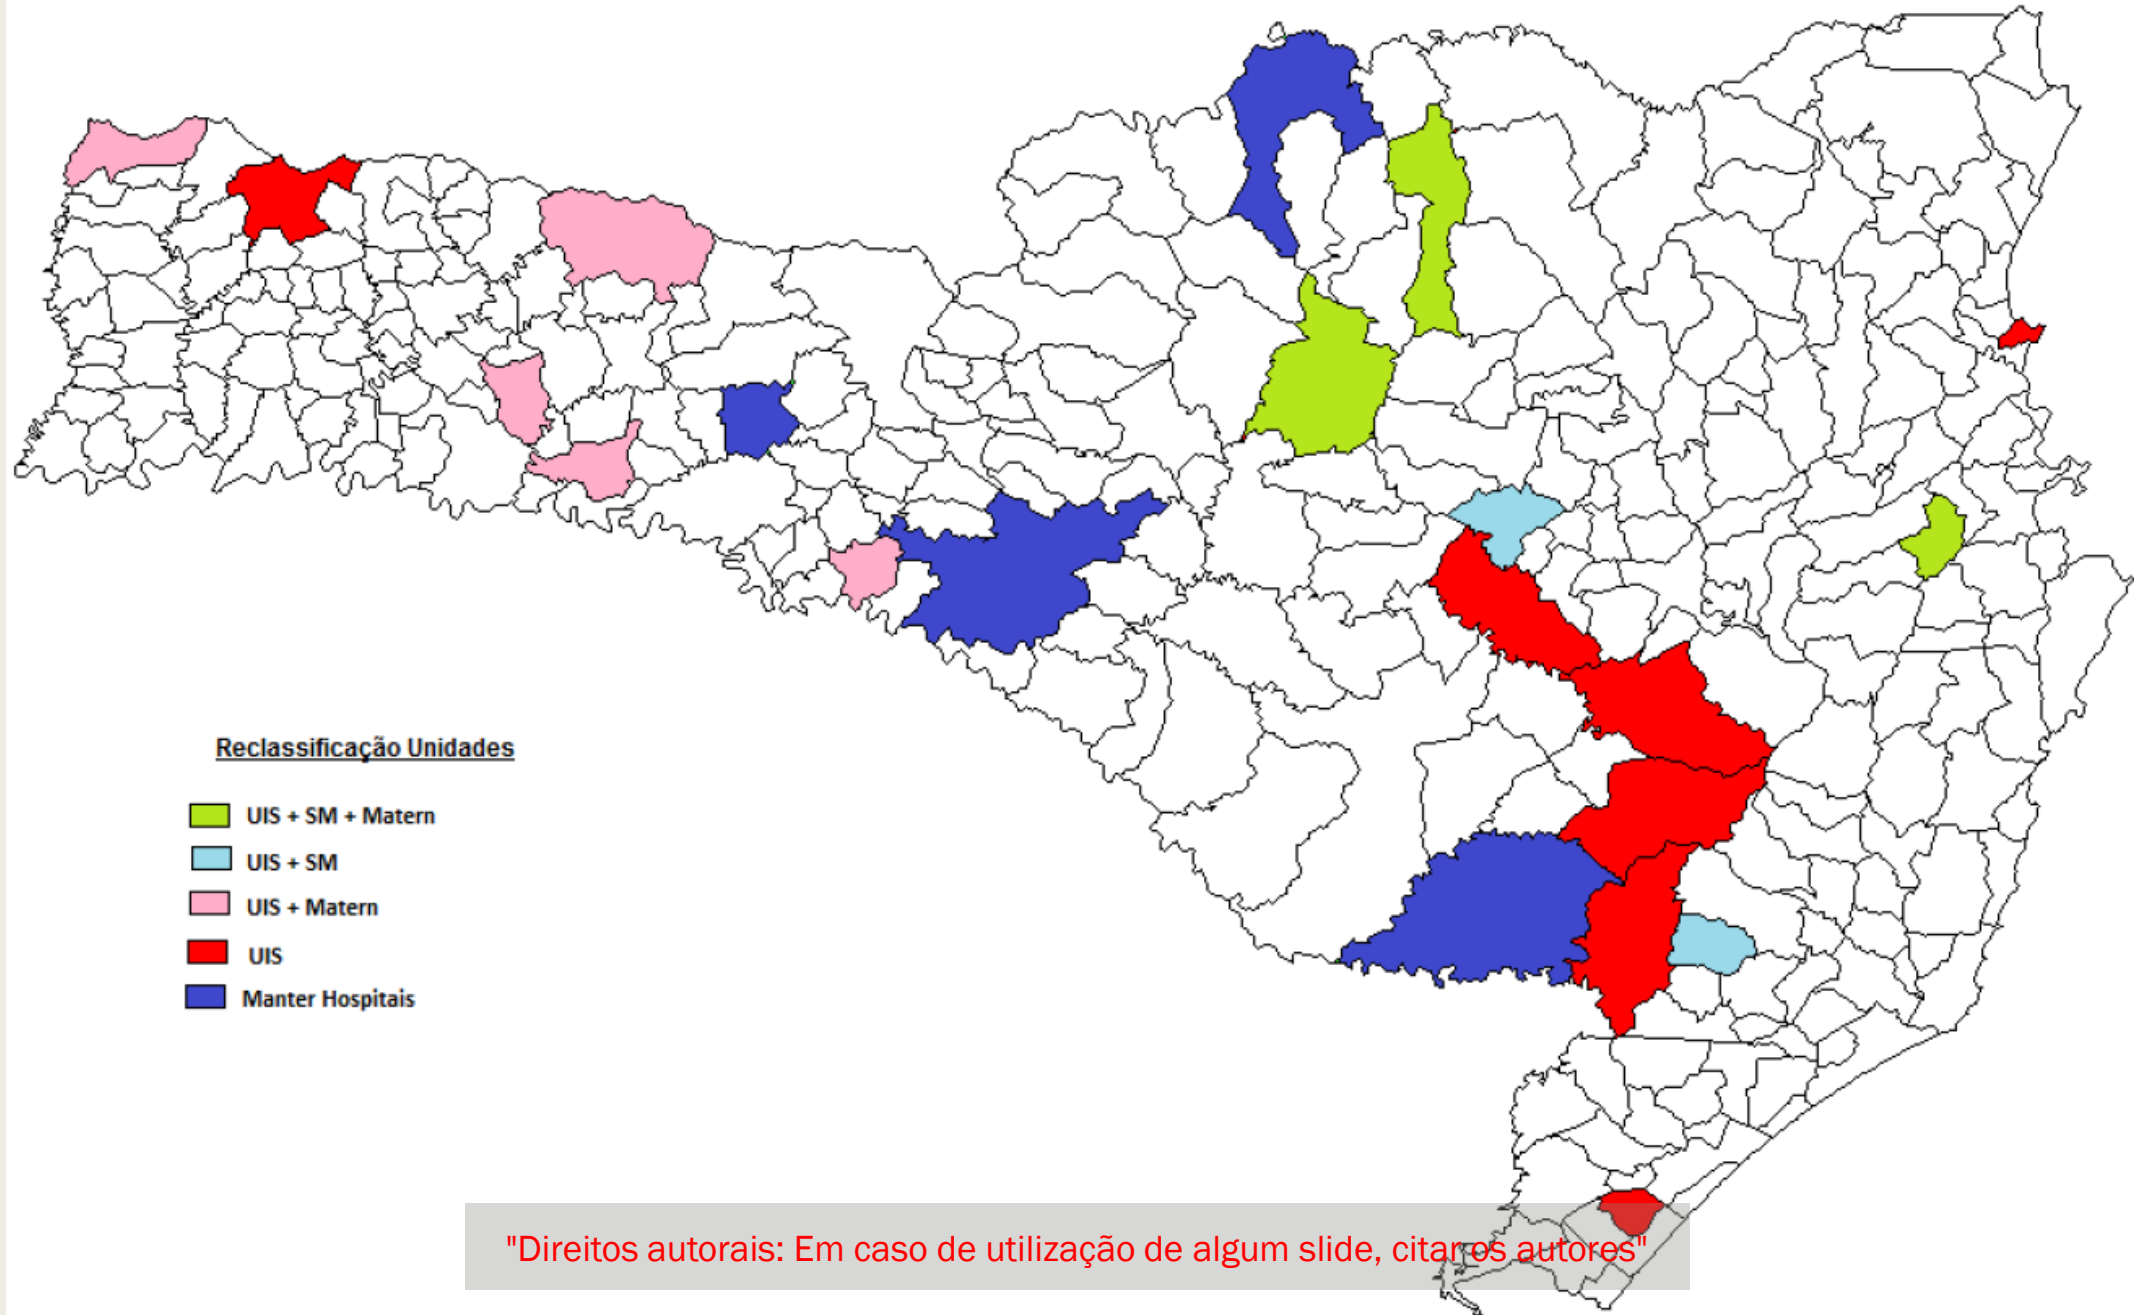 Reclassificação Unidades
UIS + SM + Matern
UIS + SM
UIS + Matern
UIS
Manter Hospitais
"Direitos autorais: Em caso de utilização de algum slide, citar os autores"